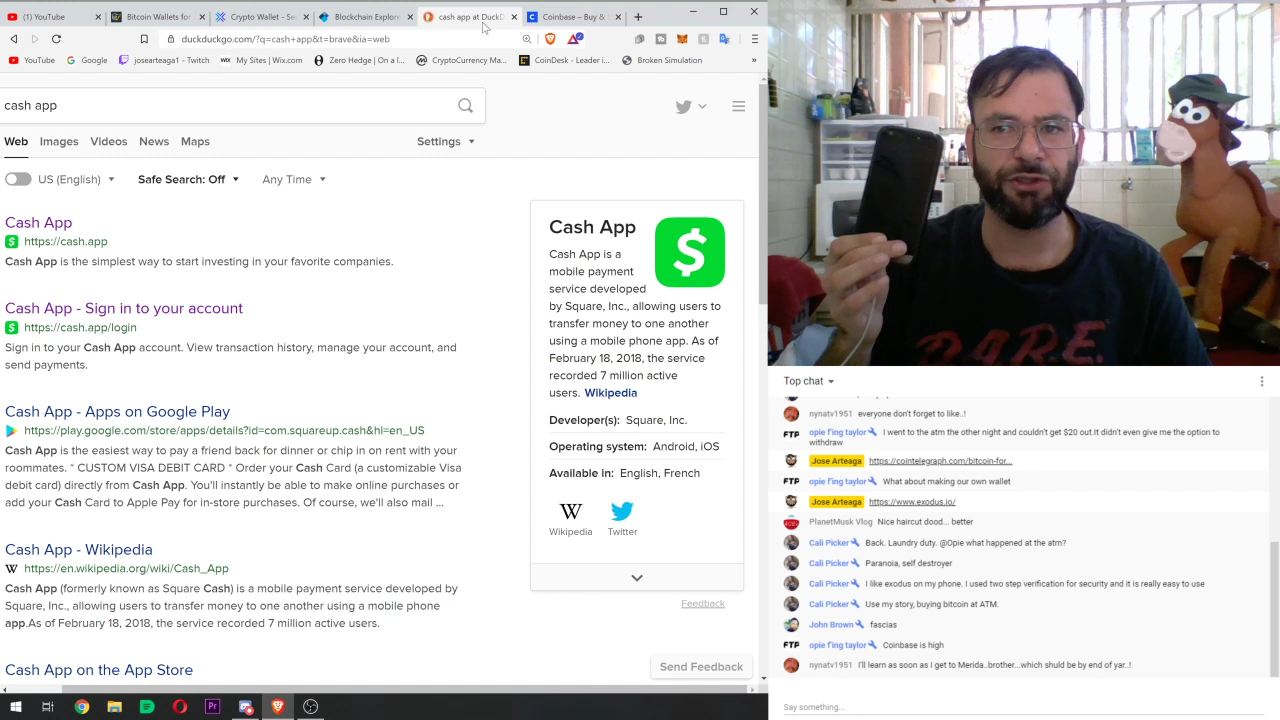 (1) YouTube
Bitcoin Wallets for
Crypto Wallet - Se
Blockchain Explore
cash app at DuckD
Coinbase – Buy &
duckduckgo.com/?q=cash+app&t=brave&ia=web
YouTube
Google
josearteaga1 - Twitch
My Sites | Wix.com
Zero Hedge | On a l...
CryptoCurrency Ma...
CoinDesk - Leader i...
Broken Simulation
cash app
Web
Images
Videos
News
Maps
Settings
US (English)
Safe Search: Off
Any Time
Cash App
https://cash.app
Cash App is the simplest way to start investing in your favorite companies.
Cash App - Sign in to your account
https://cash.app/login
Sign in to your Cash App account. View transaction history, manage your account, and
send payments.
Cash App - Apps on Google Play
https://play.google.com/store/apps/details?id=com.squareup.cash&hl=en_US
Cash App is the easiest way to pay a friend back for dinner or chip in on rent with your
roommates. * CUSTOMIZABLE CARD * Order your Cash Card (a customizable Visa
debit card) directly from Cash App. You'll instantly be able to make online purchases or
add your Cash Card to Android Pay for in-store purchases. Of course, we'll also mail ...
Cash App - Wikipedia
https://en.wikipedia.org/wiki/Cash_App
Cash App (formerly known as Square Cash) is a mobile payment service developed by
Square, Inc., allowing users to transfer money to one another using a mobile phone
app.As of February 18, 2018, the service recorded 7 million active users.
Cash App on the App Store
Cash App
Cash App is a
mobile payment
service developed
by Square, Inc., allowing users to
transfer money to one another
using a mobile phone app. As of
February 18, 2018, the service
recorded 7 million active
users. Wikipedia
Developer(s): Square, Inc.
Operating system: Android, iOS
Available in: English, French
W
Wikipedia
Twitter
Feedback
Send Feedback
D.A.R.E.
Top chat
nynatv1951 everyone don't forget to like..!
FTP opie f'ing taylor I went to the atm the other night and couldn't get $20 out.It didn't even give me the option to
withdraw
Jose Arteaga https://cointelegraph.com/bitcoin-for...
FTP opie f'ing taylor What about making our own wallet
Jose Arteaga https://www.exodus.io/
PlanetMusk Vlog Nice haircut dood... better
Cali Picker Back. Laundry duty. @Opie what happened at the atm?
Cali Picker Paranoia, self destroyer
Cali Picker I like exodus on my phone. I used two step verification for security and it is really easy to use
Cali Picker Use my story, buying bitcoin at ATM.
John Brown fascias
FTP opie f'ing taylor Coinbase is high
nynatv1951 I'll learn as soon as I get to Merida..brother...which shuld be by end of yar..!
Say something...